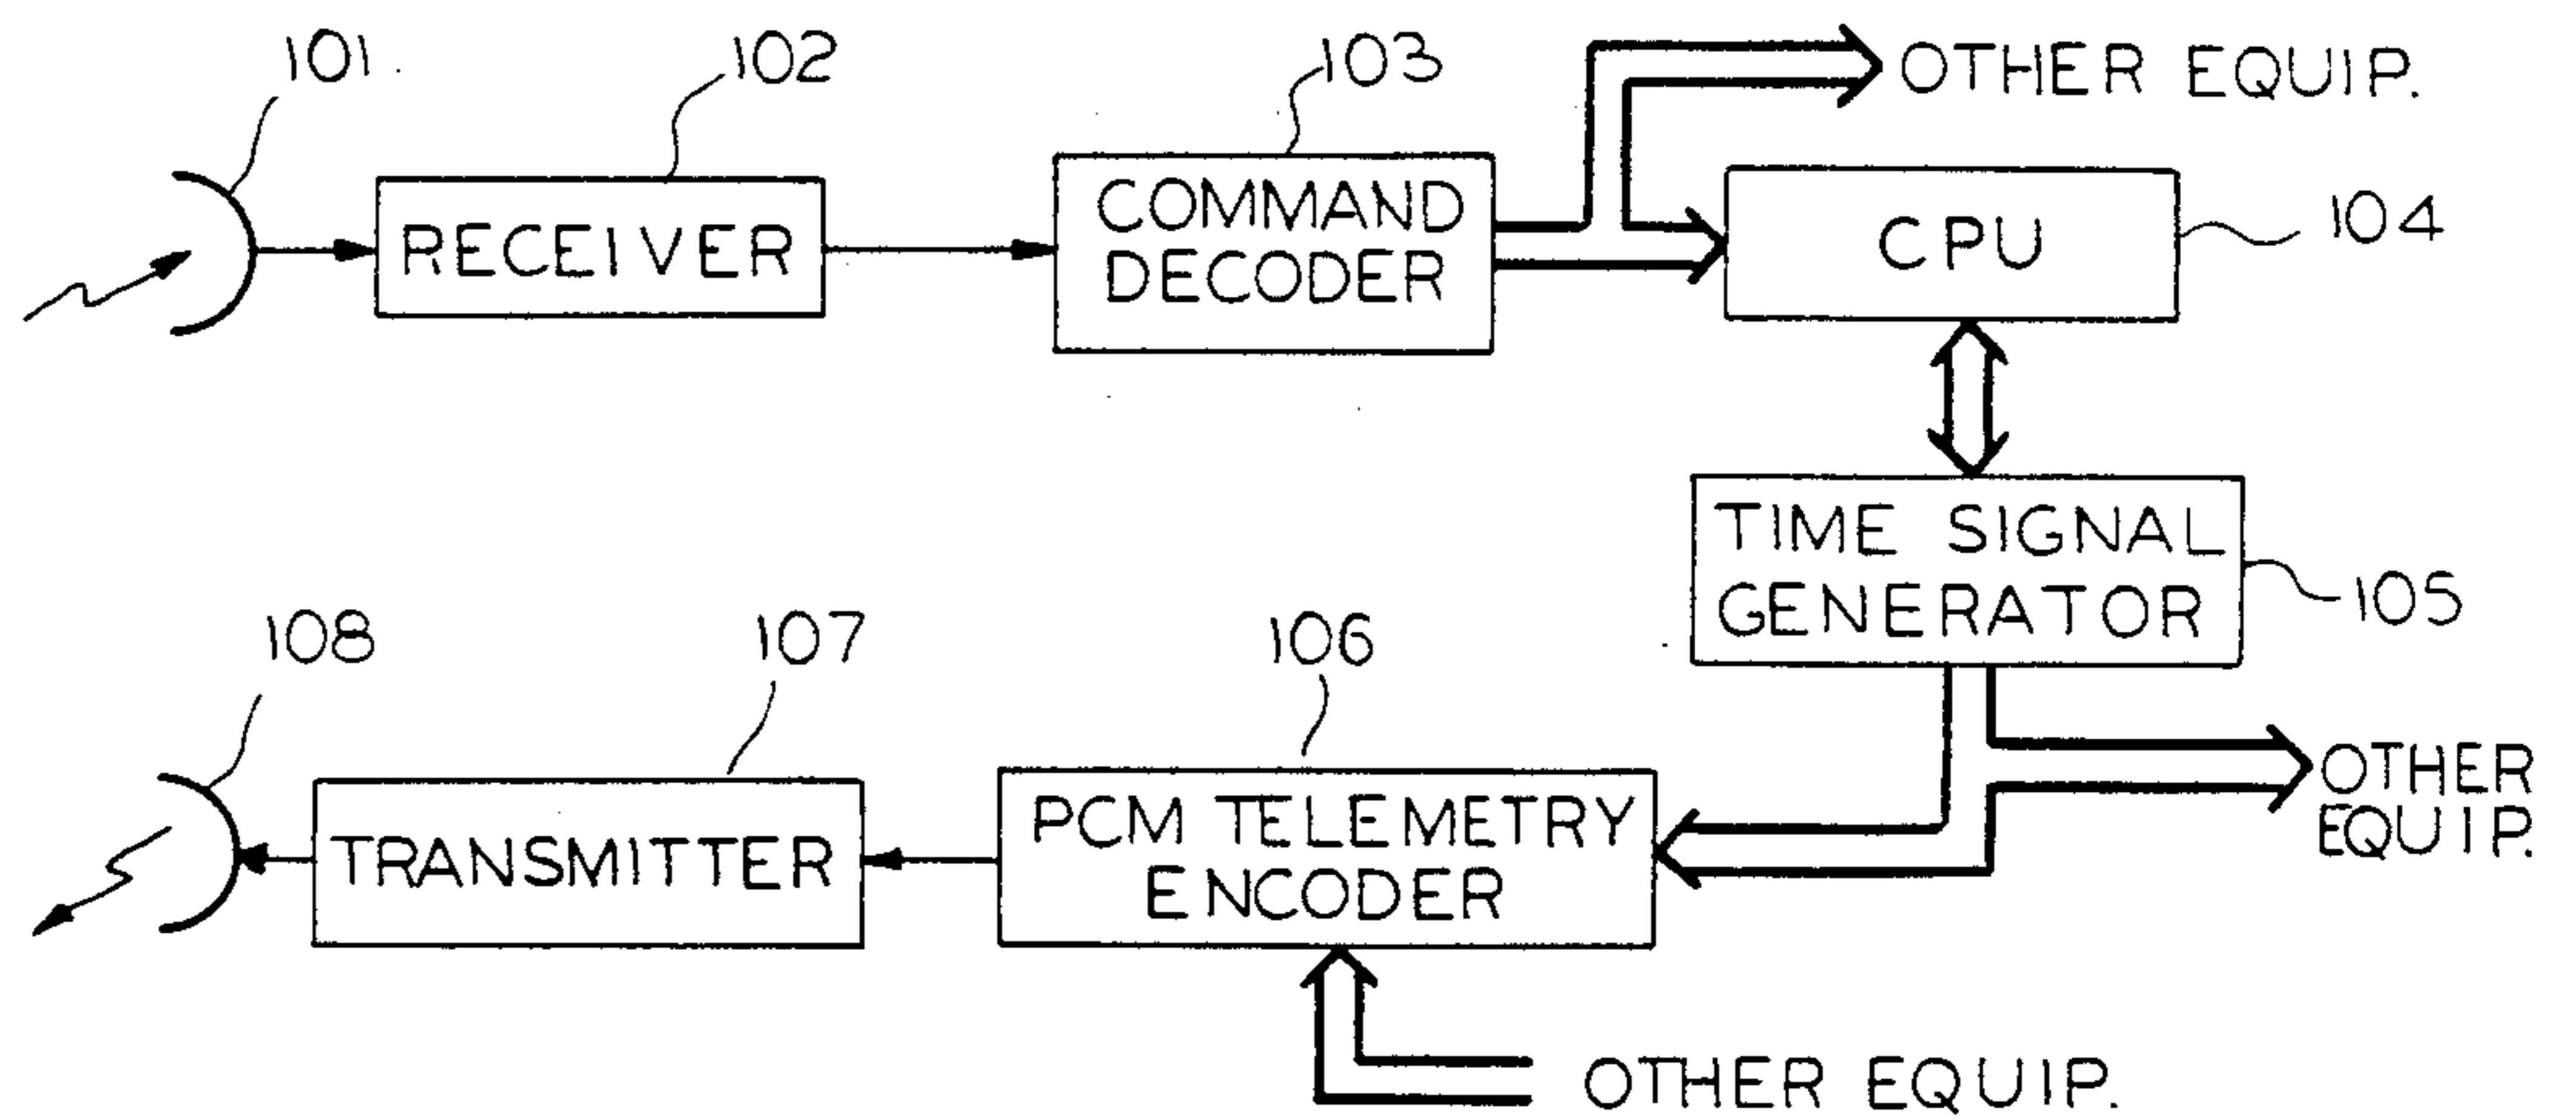 101
102
103
OTHER EQUIP.
RECEIVER
COMMAND
DECODER
CPU
104
TIME SIGNAL
GENERATOR
105
108
107
106
TRANSMITTER
PCM TELEMETRY
ENCODER
OTHER
EQUIP.
OTHER EQUIP.